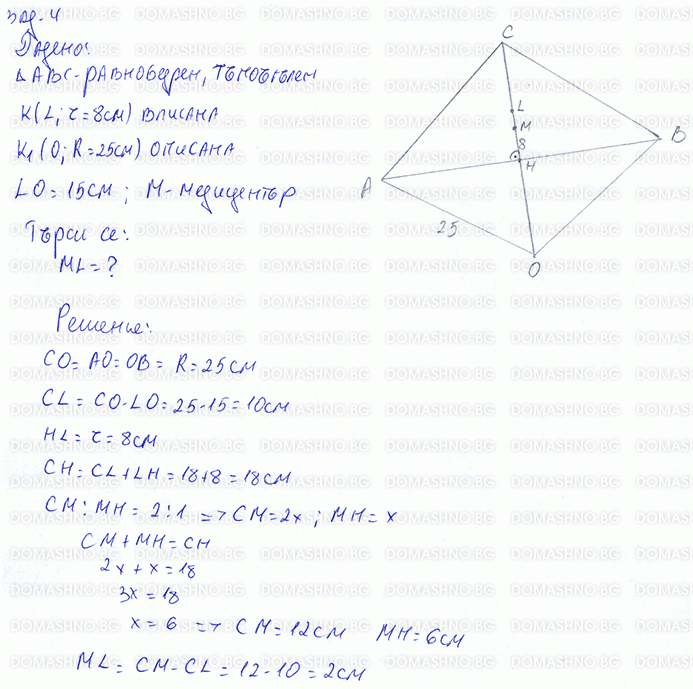 Зад. 4
Дадено:
△ABC - равнобедрен, тъпоъгълен
K(L; r = 8см) вписана
K₁(O; R = 25см) описана
LO = 15см; M - медицентър
Търси се:
ML = ?
C
L
M
8
H
B
A
25
O
Решение:
CO = AO = OB = R = 25см
CL = CO - LO = 25 - 15 = 10см
HL = r = 8см
CH = CL + LH = 18 + 8 = 18см
CM : MH = 2 : 1 => CM = 2x ; MH = x
CM + MH = CH
2x + x = 18
3x = 18
x = 6 => CM = 12см MH = 6см
ML = CM - CL = 12 - 10 = 2см
DOMASHNO.BG